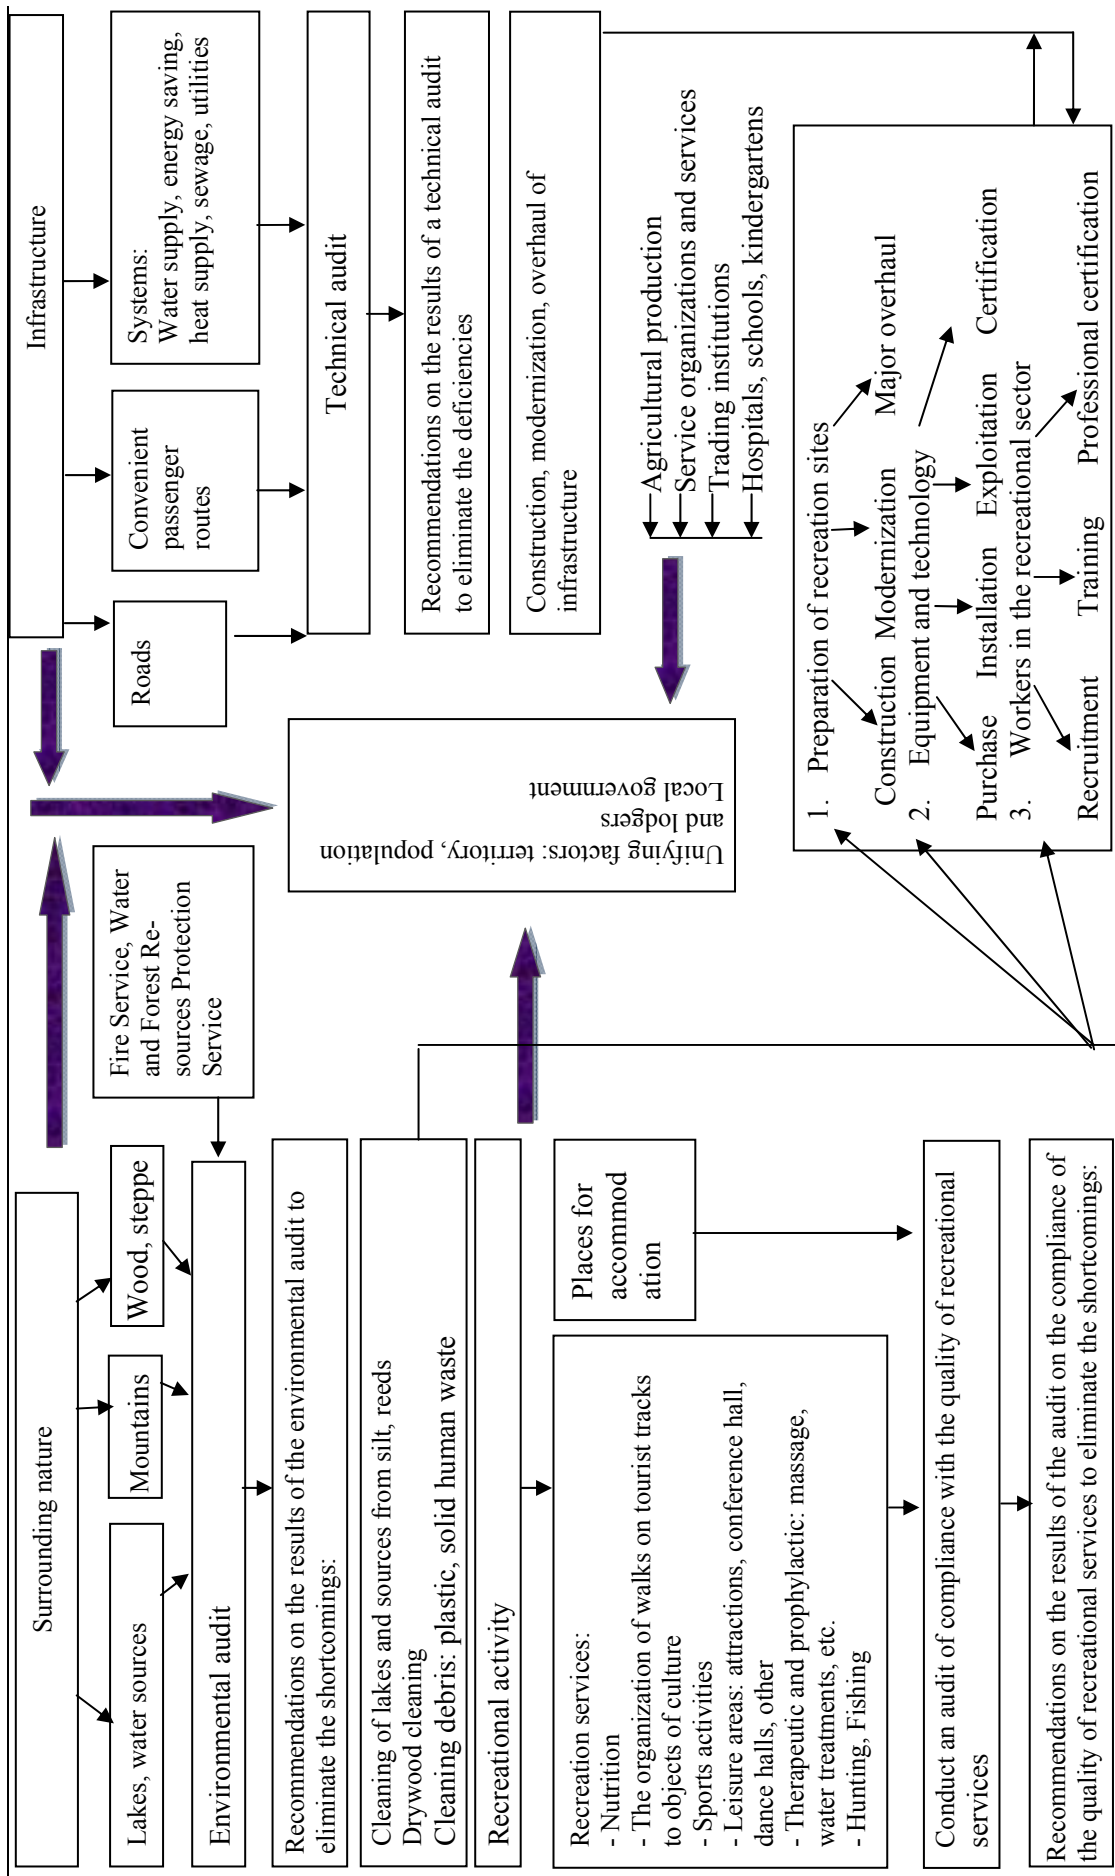 Surrounding nature
Lakes, water sources
Mountains
Wood, steppe
Fire Service, Water
and Forest Re-
sources Protection
Service
Environmental audit
Recommendations on the results of the environmental audit to
eliminate the shortcomings:
Cleaning of lakes and sources from silt, reeds
Drywood cleaning
Cleaning debris: plastic, solid human waste
Recreational activity
Recreation services:
- Nutrition
- The organization of walks on tourist tracks
to objects of culture
- Sports activities
- Leisure areas: attractions, conference hall,
dance halls, other
- Therapeutic and prophylactic: massage,
water treatments, etc.
- Hunting, Fishing
Places for
accommod
ation
Conduct an audit of compliance with the quality of recreational
services
Recommendations on the results of the audit on the compliance of
the quality of recreational services to eliminate the shortcomings:
Unifying factors: territory, population
and lodgers
Local government
Infrastructure
Roads
Convenient
passenger
routes
Systems:
Water supply, energy saving,
heat supply, sewage, utilities
Technical audit
Recommendations on the results of a technical audit
to eliminate the deficiencies
Construction, modernization, overhaul of
infrastructure
Agricultural production
Service organizations and services
Trading institutions
Hospitals, schools, kindergartens
1. Preparation of recreation sites
Construction Modernization Major overhaul
2. Equipment and technology
Purchase Installation Exploitation Certification
3. Workers in the recreational sector
Recruitment Training Professional certification